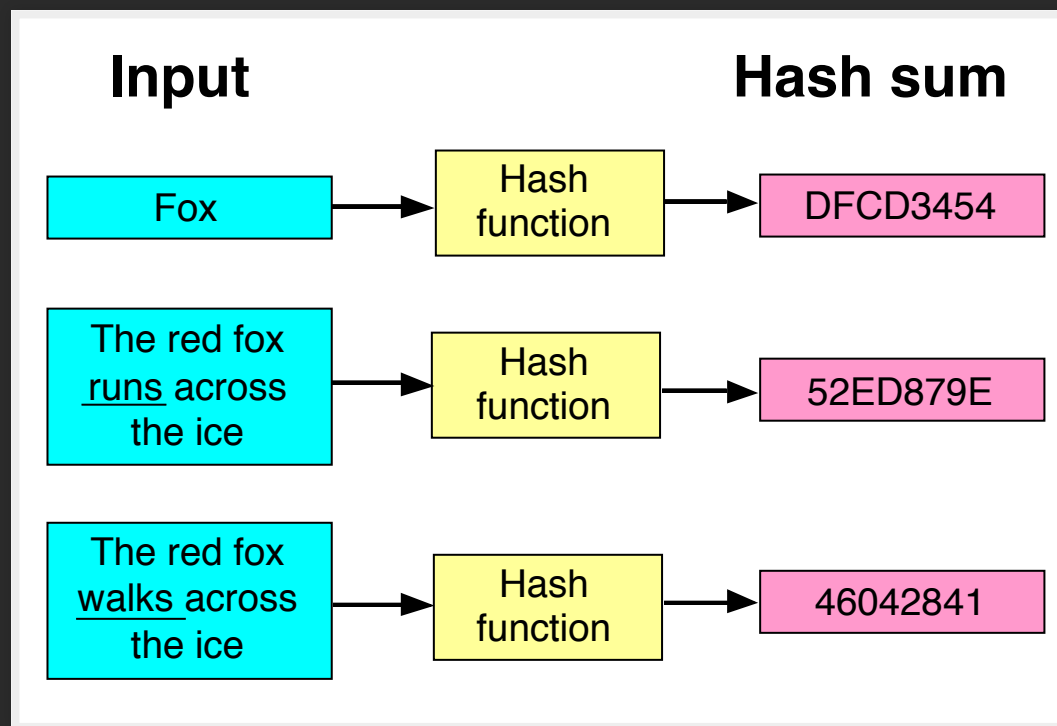 Input
Hash sum
Fox
Hash
function
DFCD3454
The red fox
runs across
the ice
Hash
function
52ED879E
The red fox
walks across
the ice
Hash
function
46042841